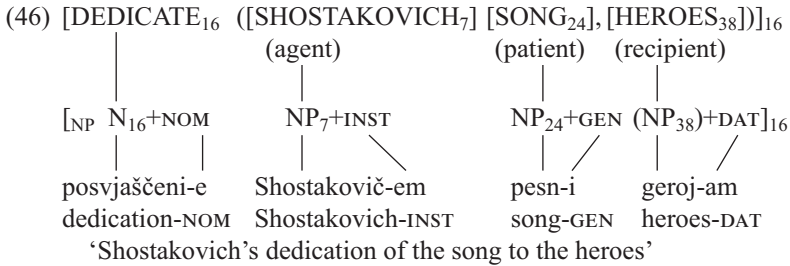 (46) [DEDICATE₁₆ ([SHOSTAKOVICH₇] [SONG₂₄], [HEROES₃₈])]₁₆
(agent) (patient) (recipient)
[NP N₁₆+NOM NP₇+INST NP₂₄+GEN (NP₃₈)+DAT]₁₆
posvjaščeni-e Shostakovič-em pesn-i geroj-am
dedication-NOM Shostakovich-INST song-GEN heroes-DAT
‘Shostakovich’s dedication of the song to the heroes’